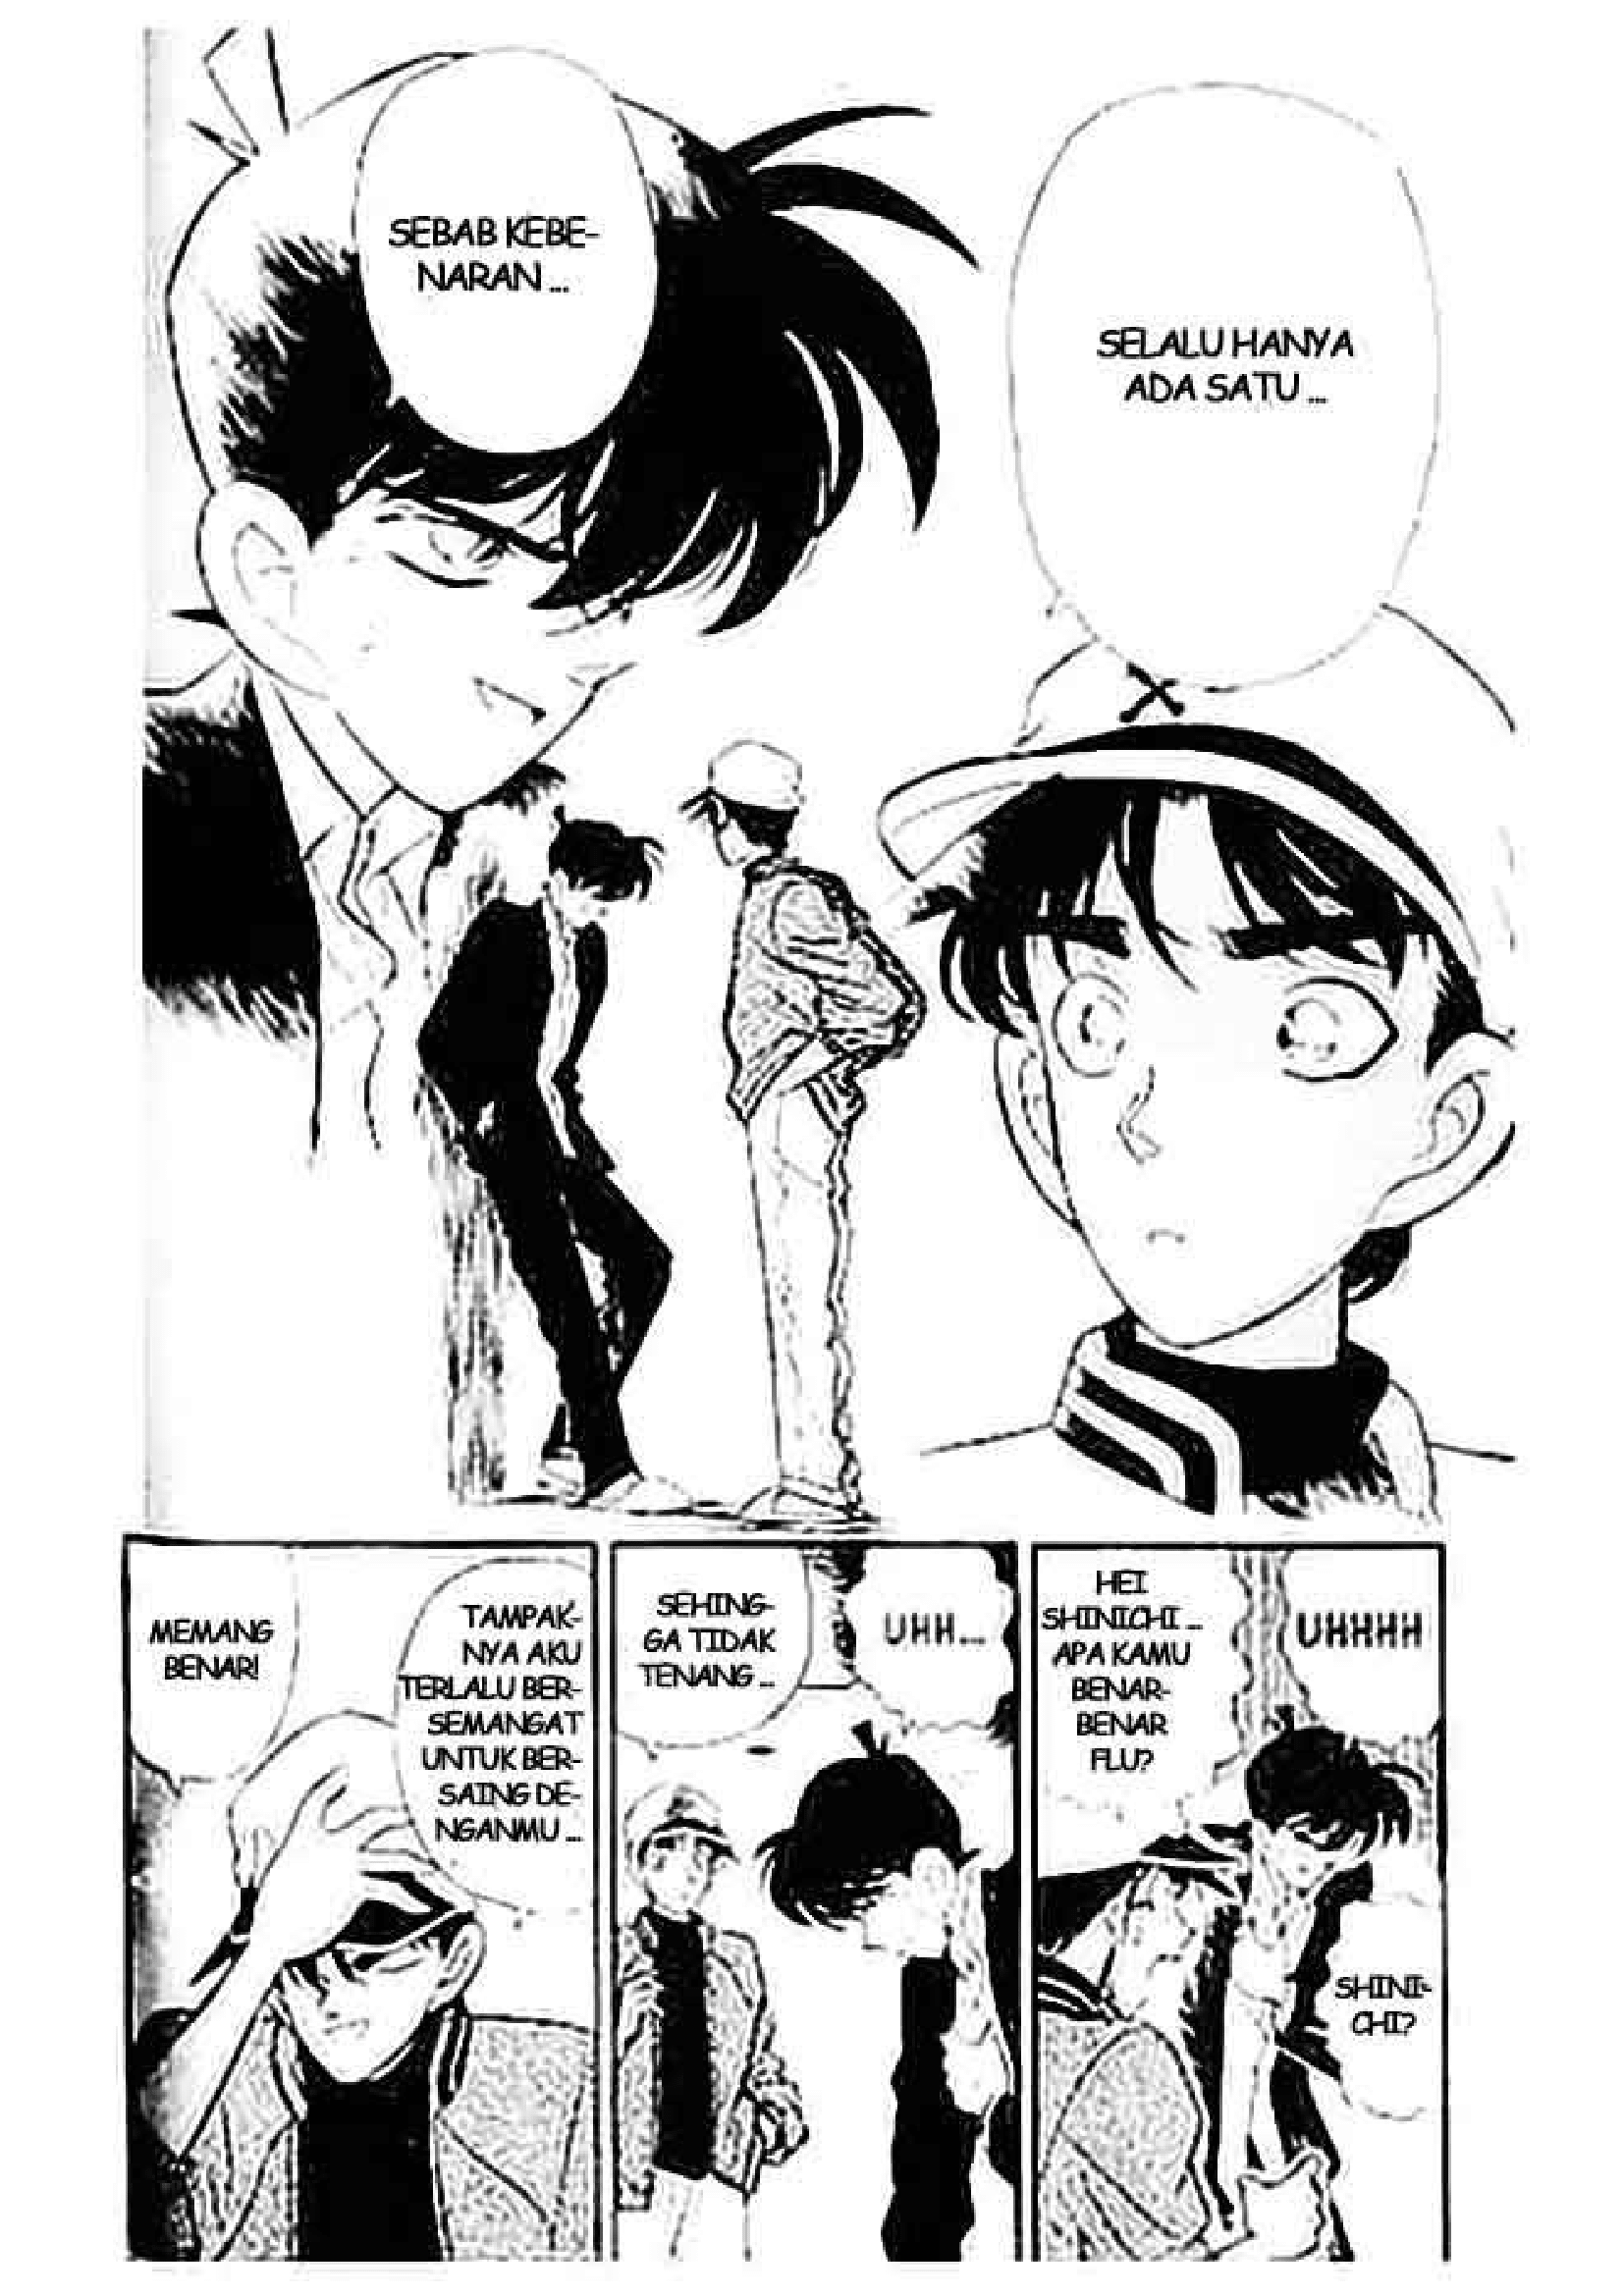 SEBAB KEBE-
NARAN ...
SELALU HANYA
ADA SATU ...
MEMANG
BENAR!
TAMPAK-
NYA AKU
TERLALU BER-
SEMANGAT
UNTUK BER-
SAING DE-
NGANMU ...
SEHING-
GA TIDAK
TENANG ...
UHH...
HEI
SHINICHI ...
APA KAMU
BENAR-
BENAR
FLU?
UHHHH
SHINI-
CHI?